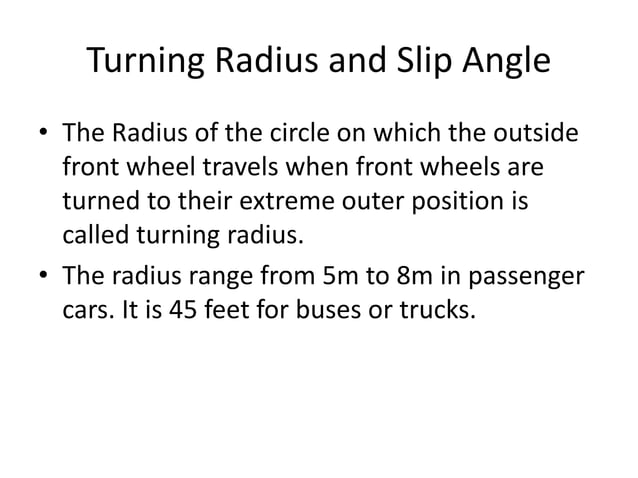 Turning Radius and Slip Angle
• The Radius of the circle on which the outside
front wheel travels when front wheels are
turned to their extreme outer position is
called turning radius.
• The radius range from 5m to 8m in passenger
cars. It is 45 feet for buses or trucks.